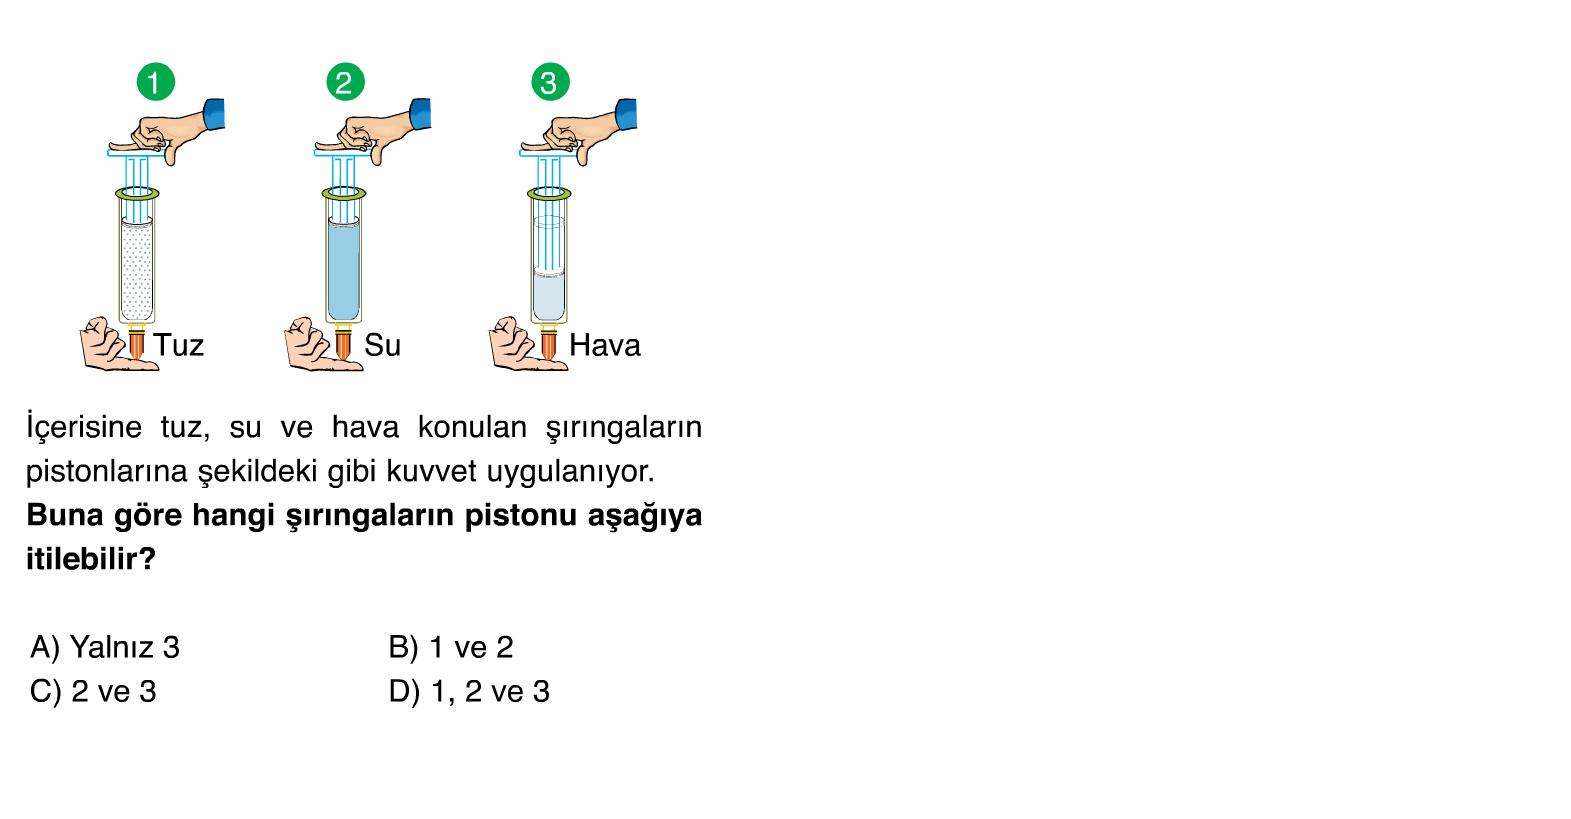 1 2 3
Tuz Su Hava
İçerisine tuz, su ve hava konulan şırıngaların
pistonlarına şekildeki gibi kuvvet uygulanıyor.
Buna göre hangi şırıngaların pistonu aşağıya
itilebilir?
A) Yalnız 3 B) 1 ve 2
C) 2 ve 3 D) 1, 2 ve 3